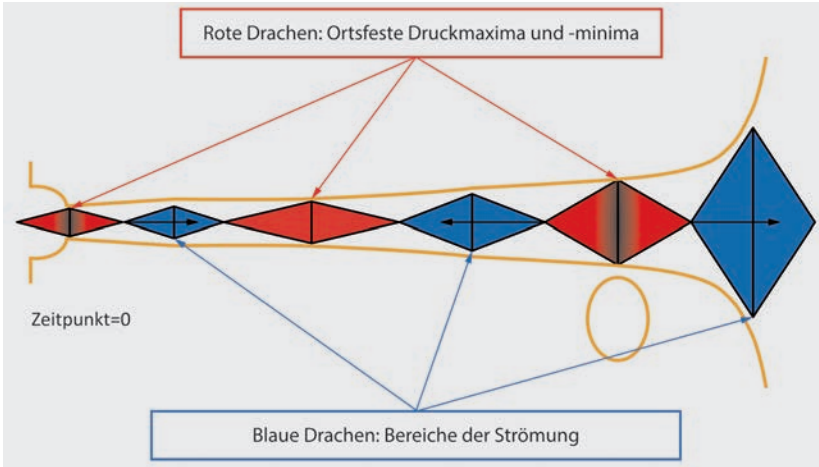 Rote Drachen: Ortsfeste Druckmaxima und -minima
Zeitpunkt=0
Blaue Drachen: Bereiche der Strömung